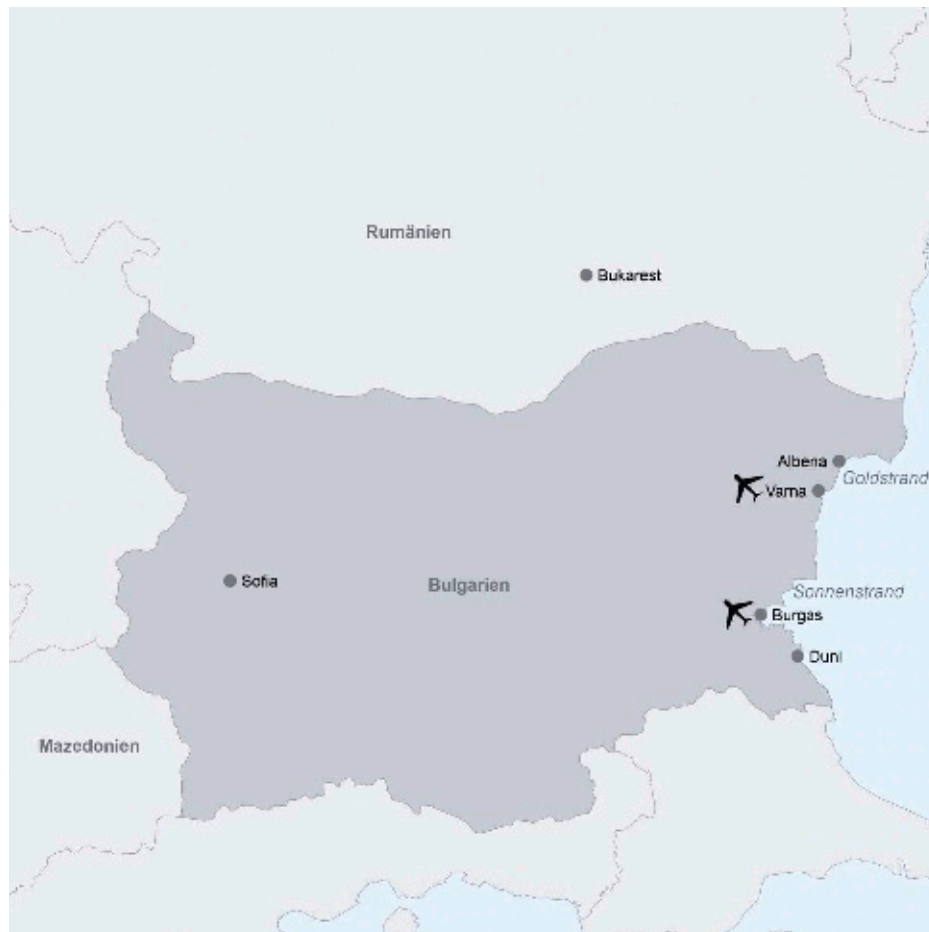 Rumänien
Bukarest
Albena
Goldstrand
Varna
Sofia
Bulgarien
Sonnenstrand
Burgas
Duni
Mazedonien